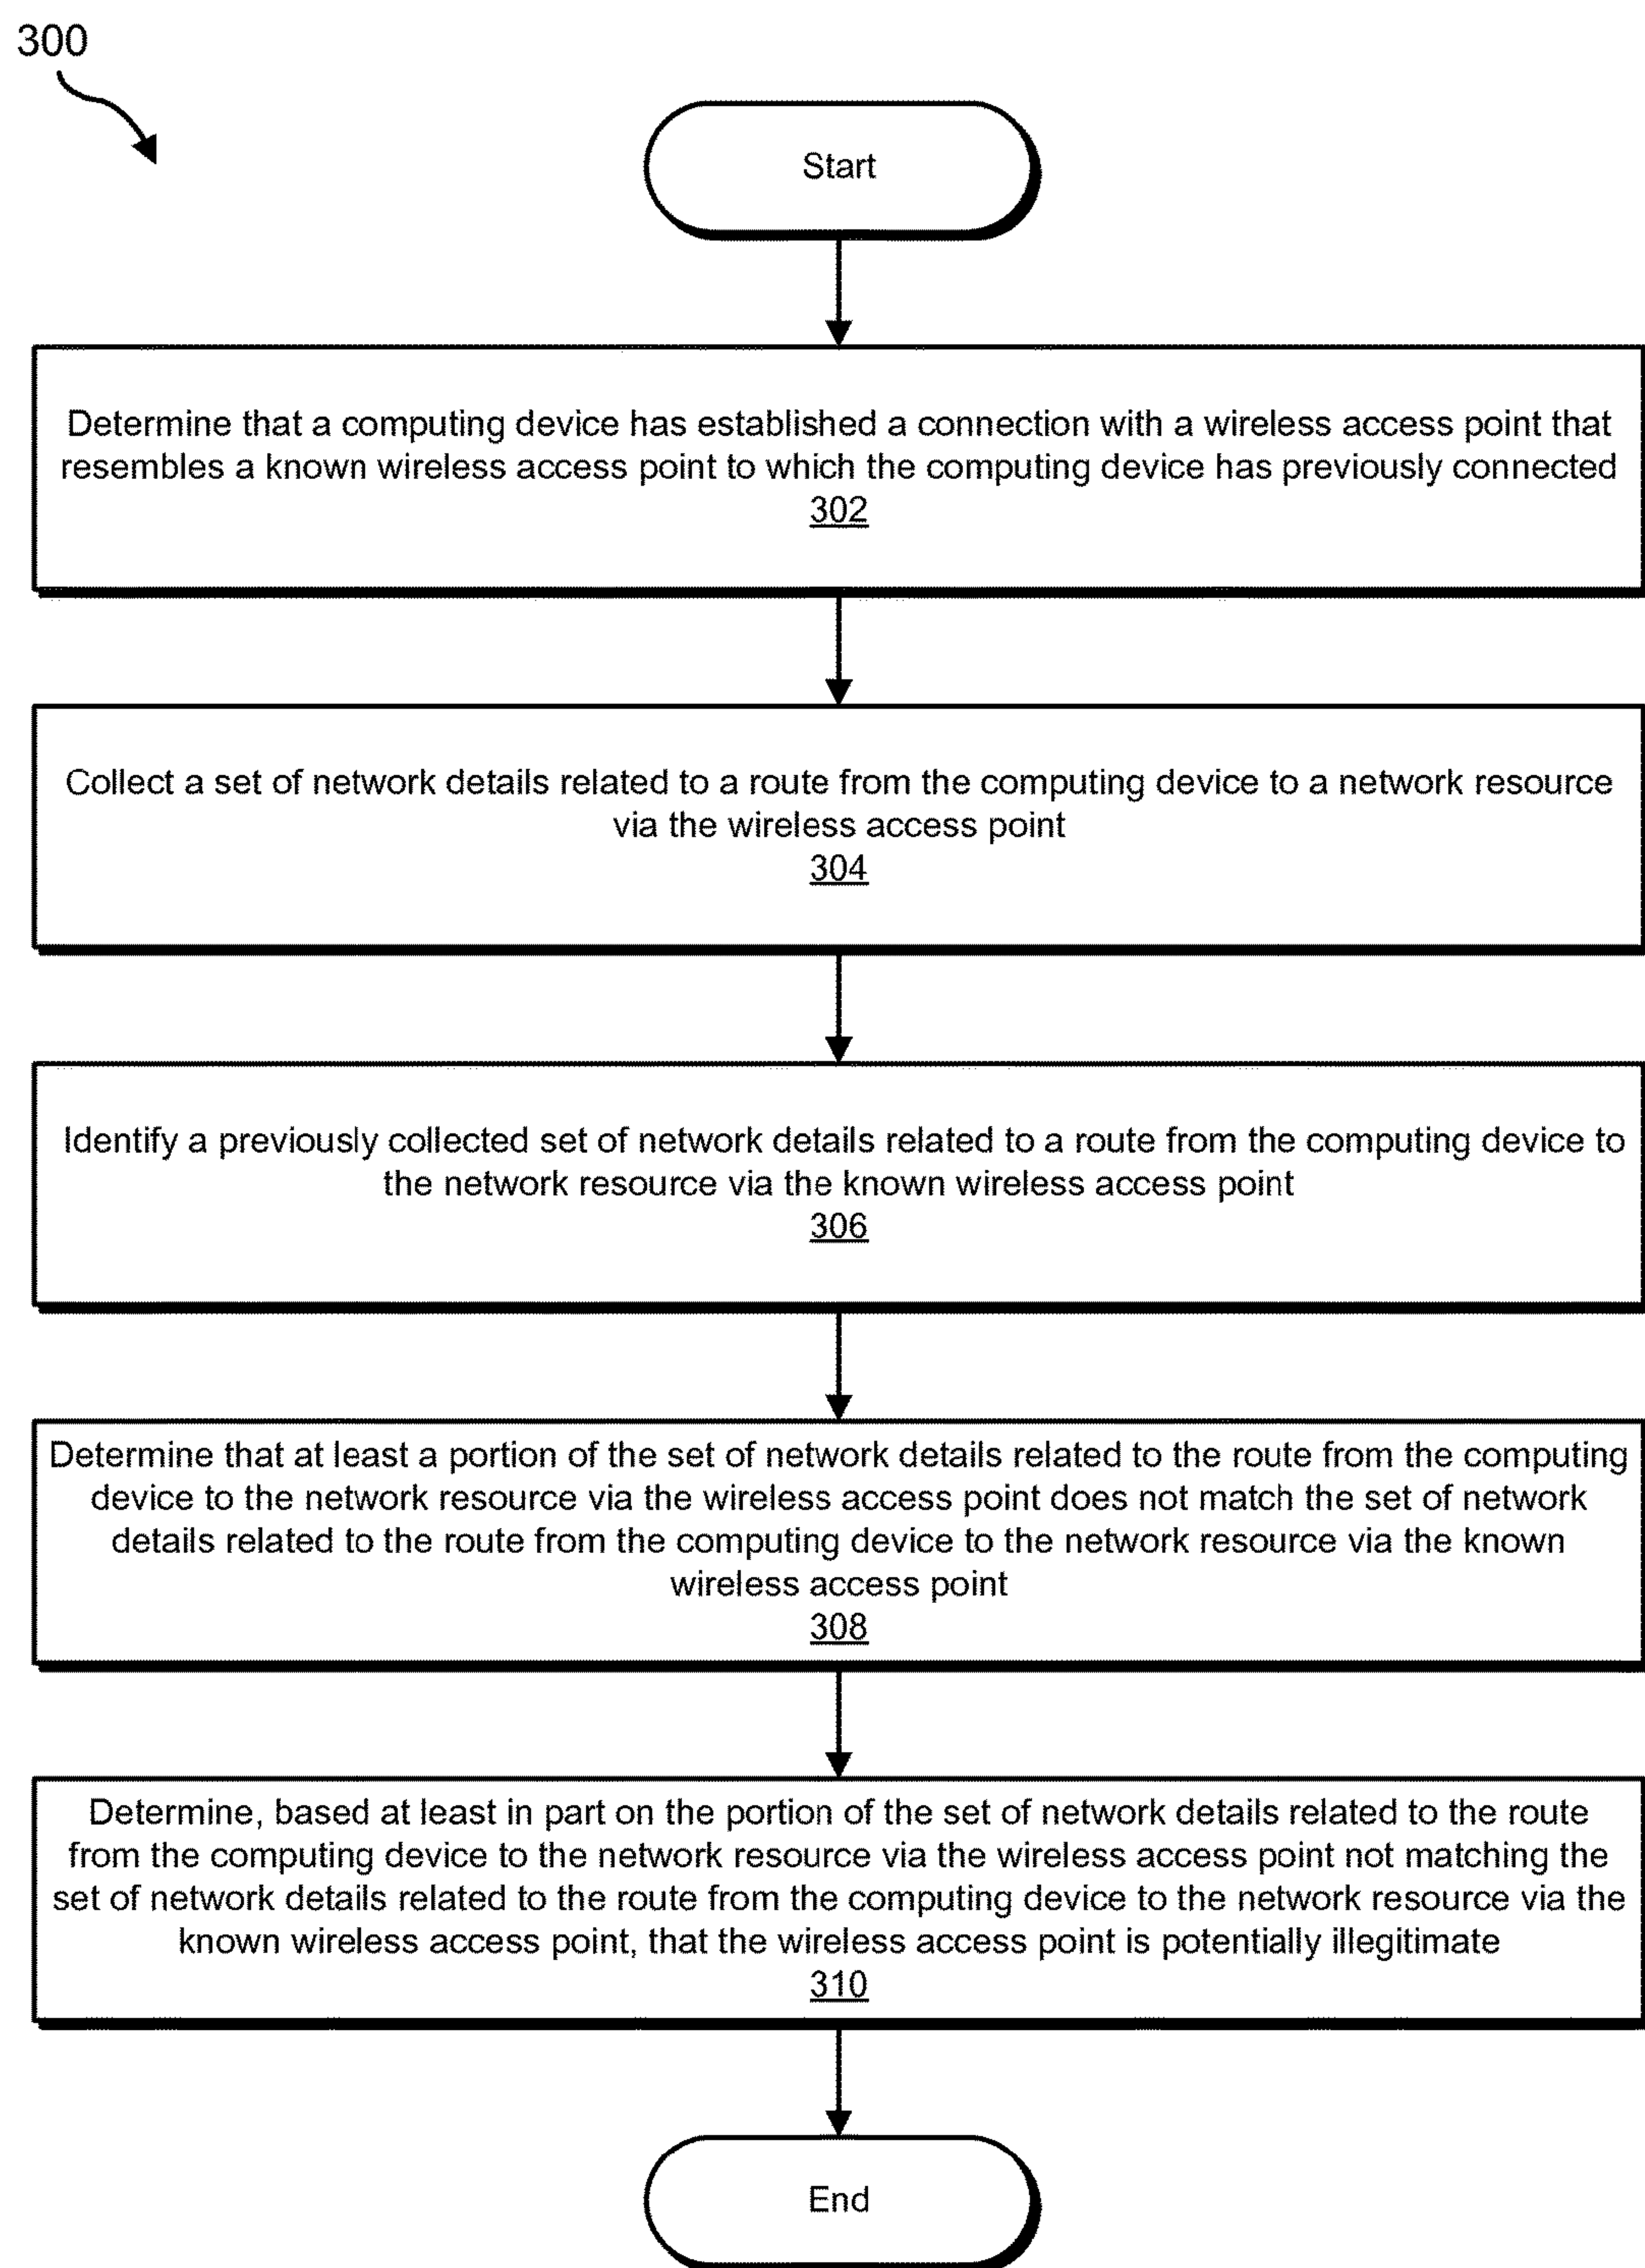 300
Start
Determine that a computing device has established a connection with a wireless access point that
resembles a known wireless access point to which the computing device has previously connected
302
Collect a set of network details related to a route from the computing device to a network resource
via the wireless access point
304
Identify a previously collected set of network details related to a route from the computing device to
the network resource via the known wireless access point
306
Determine that at least a portion of the set of network details related to the route from the computing
device to the network resource via the wireless access point does not match the set of network
details related to the route from the computing device to the network resource via the known
wireless access point
308
Determine, based at least in part on the portion of the set of network details related to the route
from the computing device to the network resource via the wireless access point not matching the
set of network details related to the route from the computing device to the network resource via the
known wireless access point, that the wireless access point is potentially illegitimate
310
End